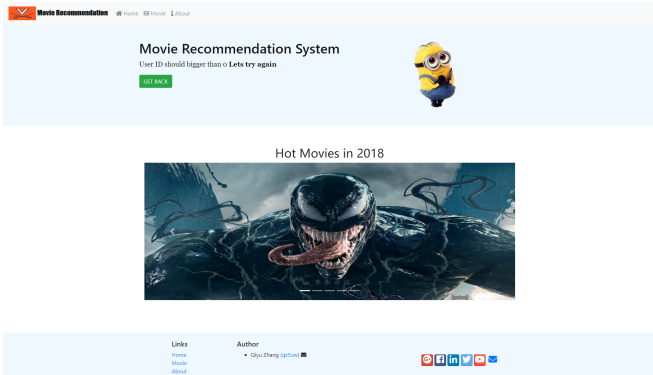 Movie Recommendation Home Movie About
Movie Recommendation System
User ID should bigger than 0 Lets try again
GET BACK
Hot Movies in 2018
Links
Home
Movie
About
Author
Qiyu Zhang (qz5uw)